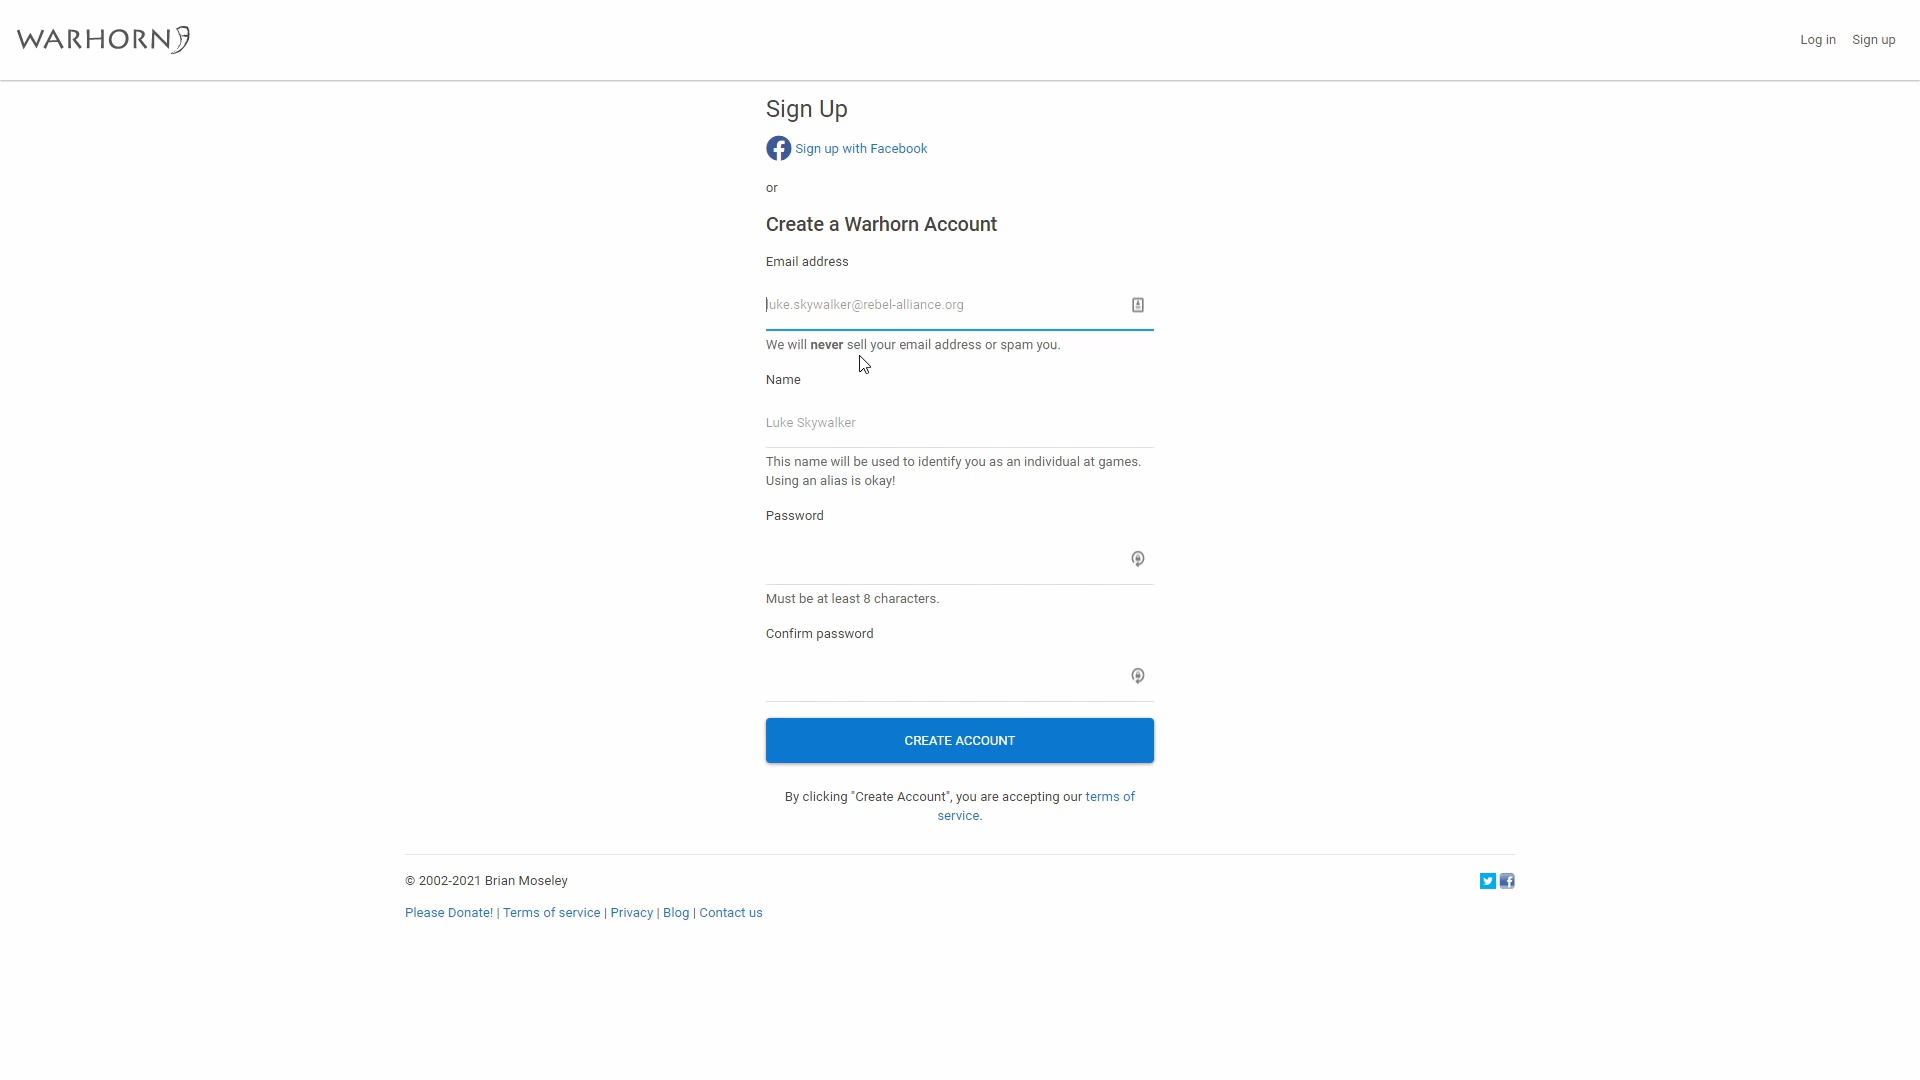 WARHORN
Log in
Sign up
Sign Up
Sign up with Facebook
or
Create a Warhorn Account
Email address
luke.skywalker@rebel-alliance.org
We will never sell your email address or spam you.
Name
Luke Skywalker
This name will be used to identify you as an individual at games.
Using an alias is okay!
Password
Must be at least 8 characters.
Confirm password
CREATE ACCOUNT
By clicking "Create Account", you are accepting our terms of
service.
© 2002-2021 Brian Moseley
Please Donate! | Terms of service | Privacy | Blog | Contact us